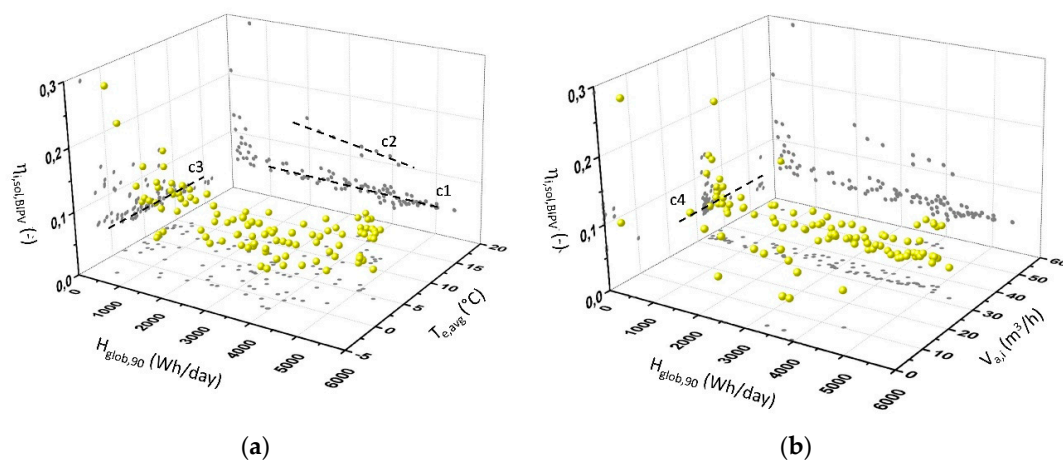 0,3
0,2
0,1
0,0
η_i,sol,BIPV (-)
0
1000
2000
3000
4000
5000
6000
H_glob,90 (Wh/day)
-5
0
5
10
15
20
T_e,avg (°C)
c1
c2
c3
(a)
0,3
0,2
0,1
0,0
η_i,sol,BIPV (-)
0
1000
2000
3000
4000
5000
6000
H_glob,90 (Wh/day)
0
10
20
30
40
50
60
V_a,i (m³/h)
c4
(b)